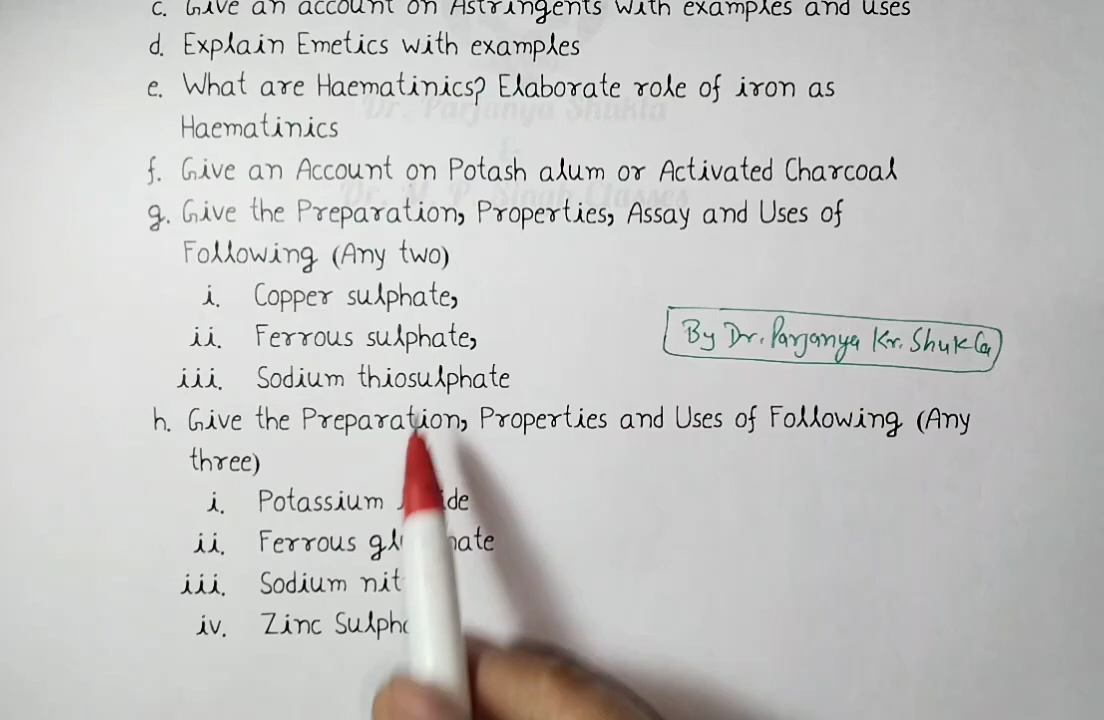 c. Give an account on Astringents with examples and uses
d. Explain Emetics with examples
e. What are Haematinics? Elaborate role of iron as
Haematinics
Dr. Parjanya Shukla
f. Give an Account on Potash alum or Activated Charcoal
g. Give the Preparation, Properties, Assay and Uses of
Following (Any two)
i. Copper sulphate,
ii. Ferrous sulphate,
By Dr. Parjanya Kr. Shukla
iii. Sodium thiosulphate
h. Give the Preparation, Properties and Uses of Following (Any
three)
i. Potassium
ii. Ferrous
iii. Sodium
iv. Zinc